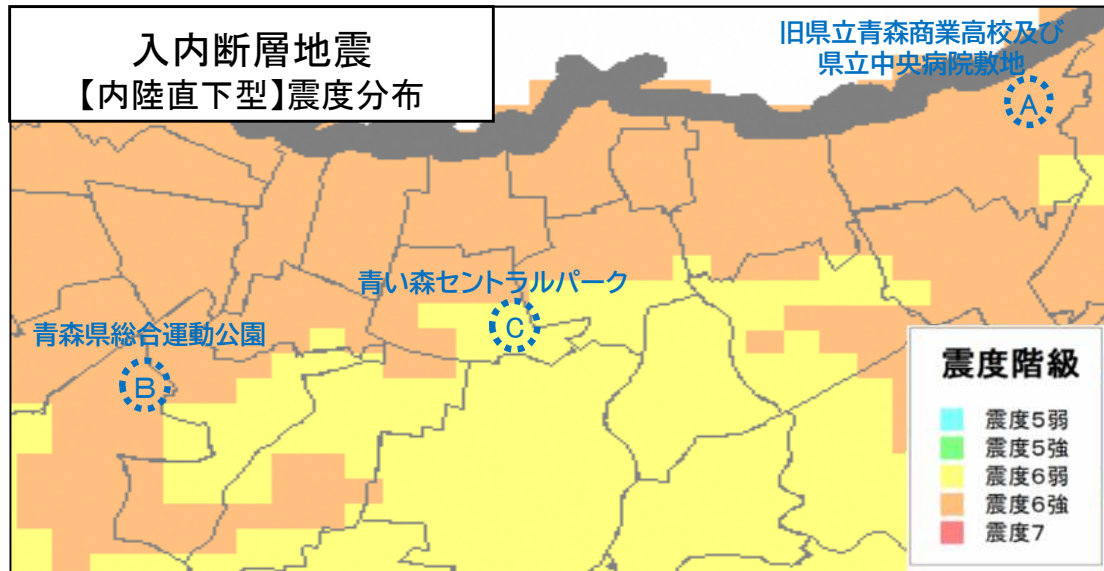 入内断層地震
【内陸直下型】震度分布
旧県立青森商業高校及び
県立中央病院敷地
A
青い森セントラルパーク
C
青森県総合運動公園
B
震度階級
震度5弱
震度5強
震度6弱
震度6強
震度7